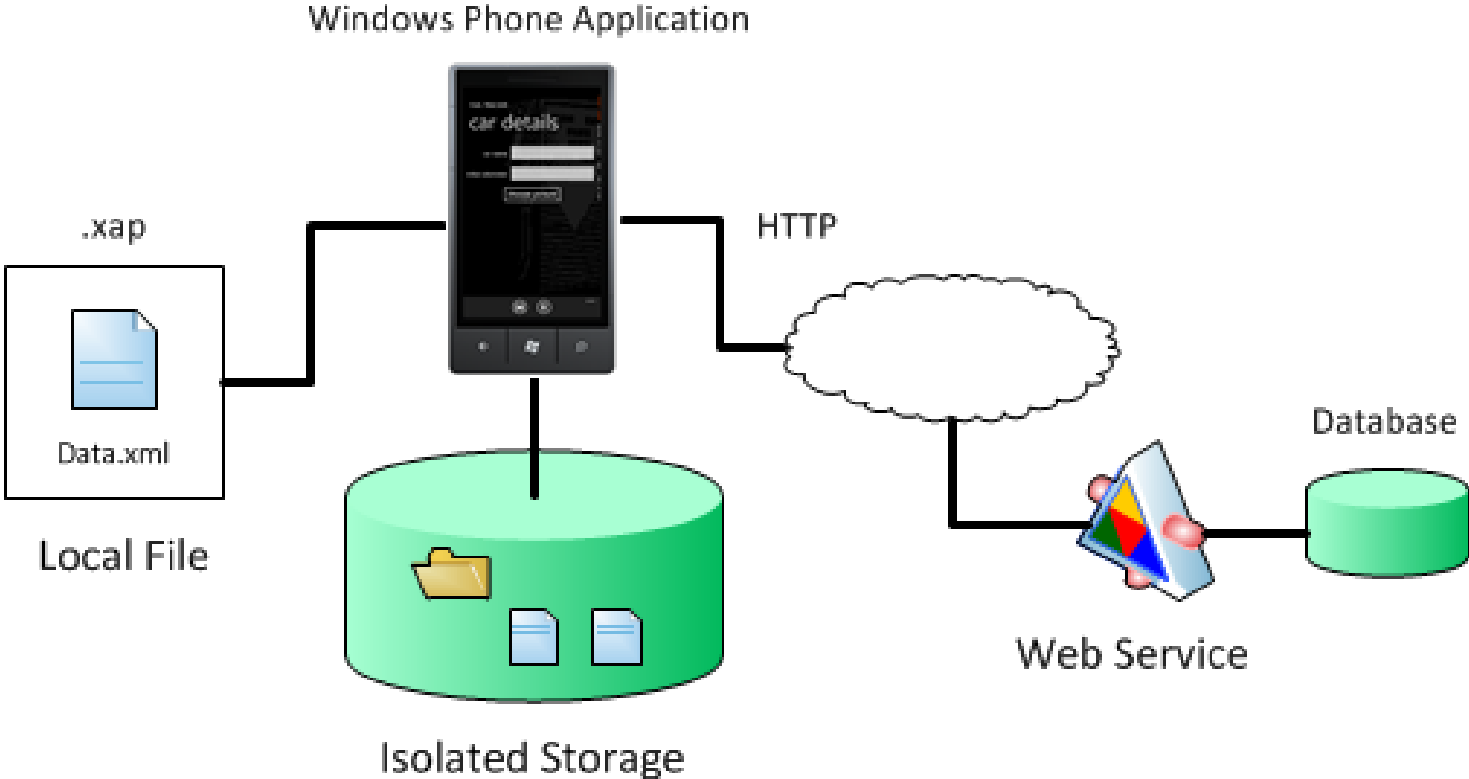 Windows Phone Application
car details
.xap
HTTP
Data.xml
Database
Local File
Web Service
Isolated Storage